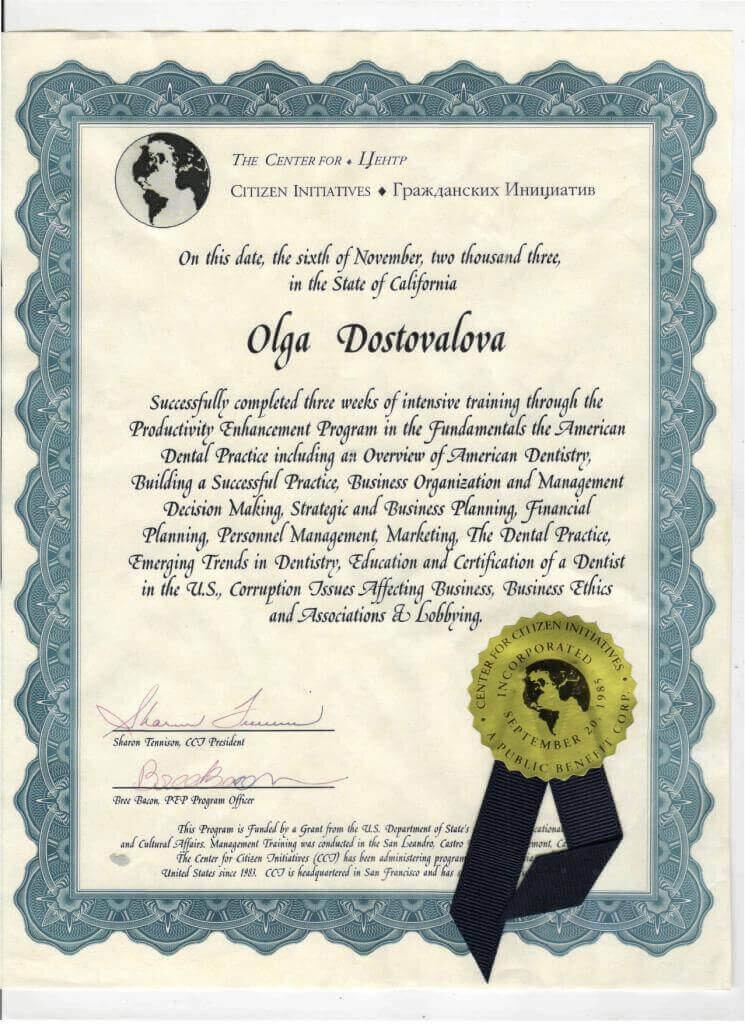 THE CENTER FOR ♦ ЦЕНТР
CITIZEN INITIATIVES ♦ Гражданских Инициатив
On this date, the sixth of November, two thousand three,
in the State of California
Olga Dostovalova
Successfully completed three weeks of intensive training through the
Productivity Enhancement Program in the Fundamentals the American
Dental Practice including an Overview of American Dentistry,
Building a Successful Practice, Business Organization and Management
Decision Making, Strategic and Business Planning, Financial
Planning, Personnel Management, Marketing, The Dental Practice,
Emerging Trends in Dentistry, Education and Certification of a Dentist
in the U.S., Corruption Issues Affecting Business, Business Ethics
and Associations & Lobbying.
CENTER FOR CITIZEN INITIATIVES
INCORPORATED
SEPTEMBER 20, 1985
A PUBLIC BENEFIT CORP.
Sharon Tennison
Sharon Tennison, CCI President
Bree Bacon
Bree Bacon, PEP Program Officer
This Program is Funded by a Grant from the U.S. Department of State's
and Cultural Affairs. Management Training was conducted in the San Leandro, Castro
The Center for Citizen Initiatives (CCI) has been administering
United States since 1983. CCI is headquartered in San Francisco and has